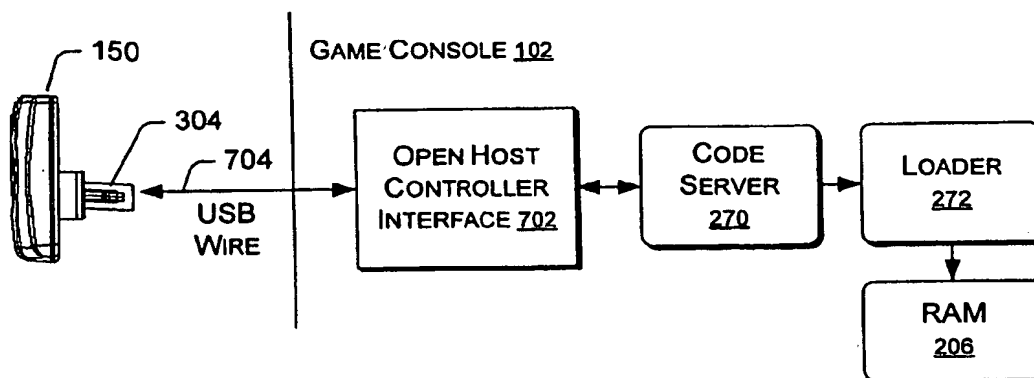 150
304
704
USB
WIRE
GAME CONSOLE 102
OPEN HOST
CONTROLLER
INTERFACE 702
CODE
SERVER
270
LOADER
272
RAM
206